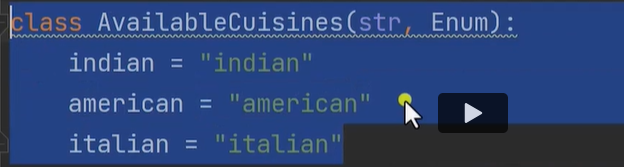 class AvailableCuisines(str, Enum):
    indian = "indian"
    american = "american"
    italian = "italian"